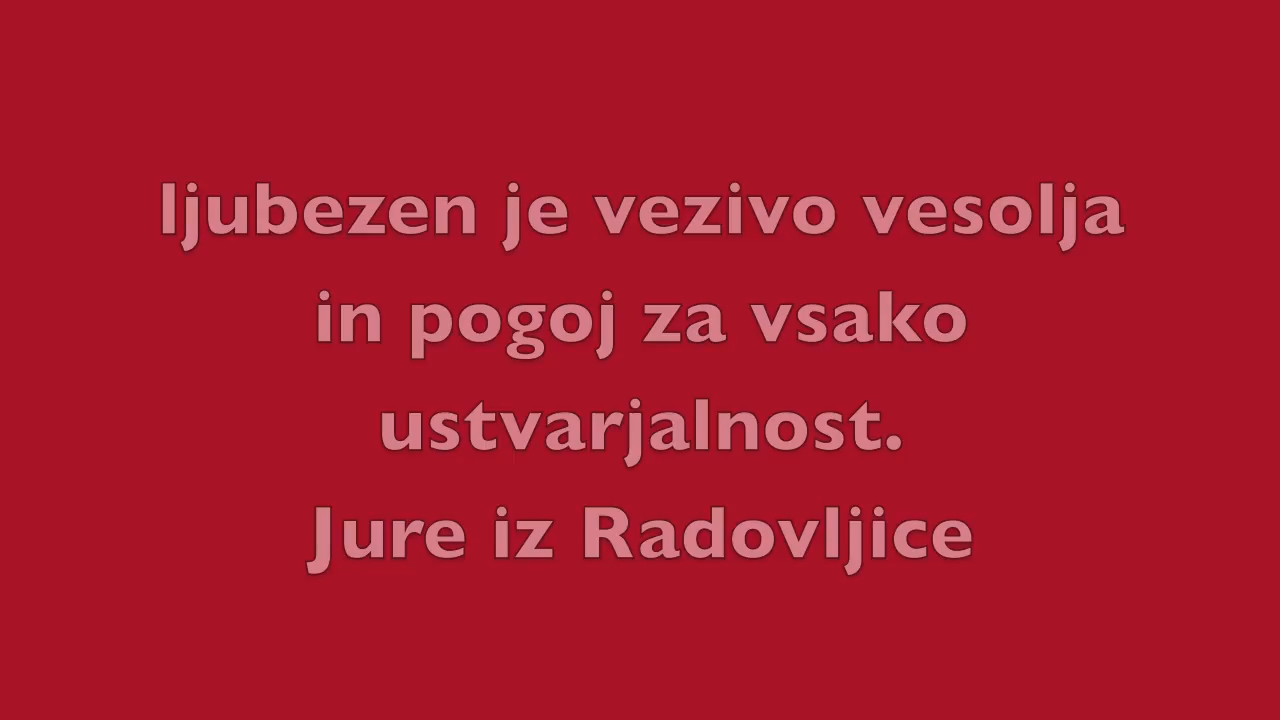 ljubezen je vezivo vesolja
in pogoj za vsako
ustvarjalnost.
Jure iz Radovljice